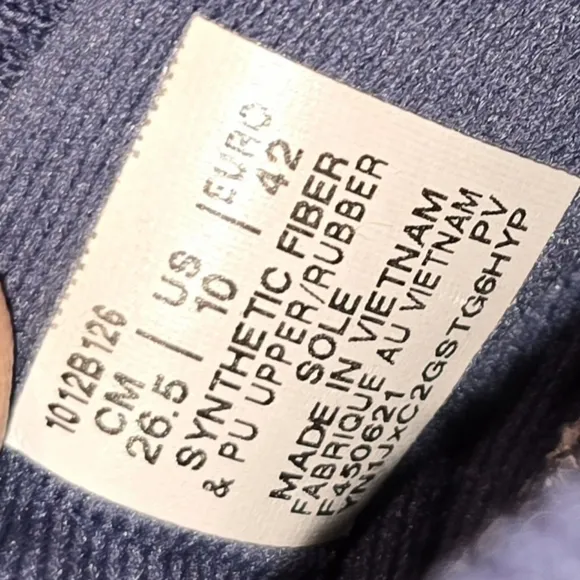 1012B126
CM | US | EURO
26.5 | 10 | 42
SYNTHETIC FIBER
& PU UPPER/RUBBER
SOLE
MADE IN VIETNAM
FABRIQUE AU VIETNAM
F450621 PV
YN1JXC2GSTG6HYP